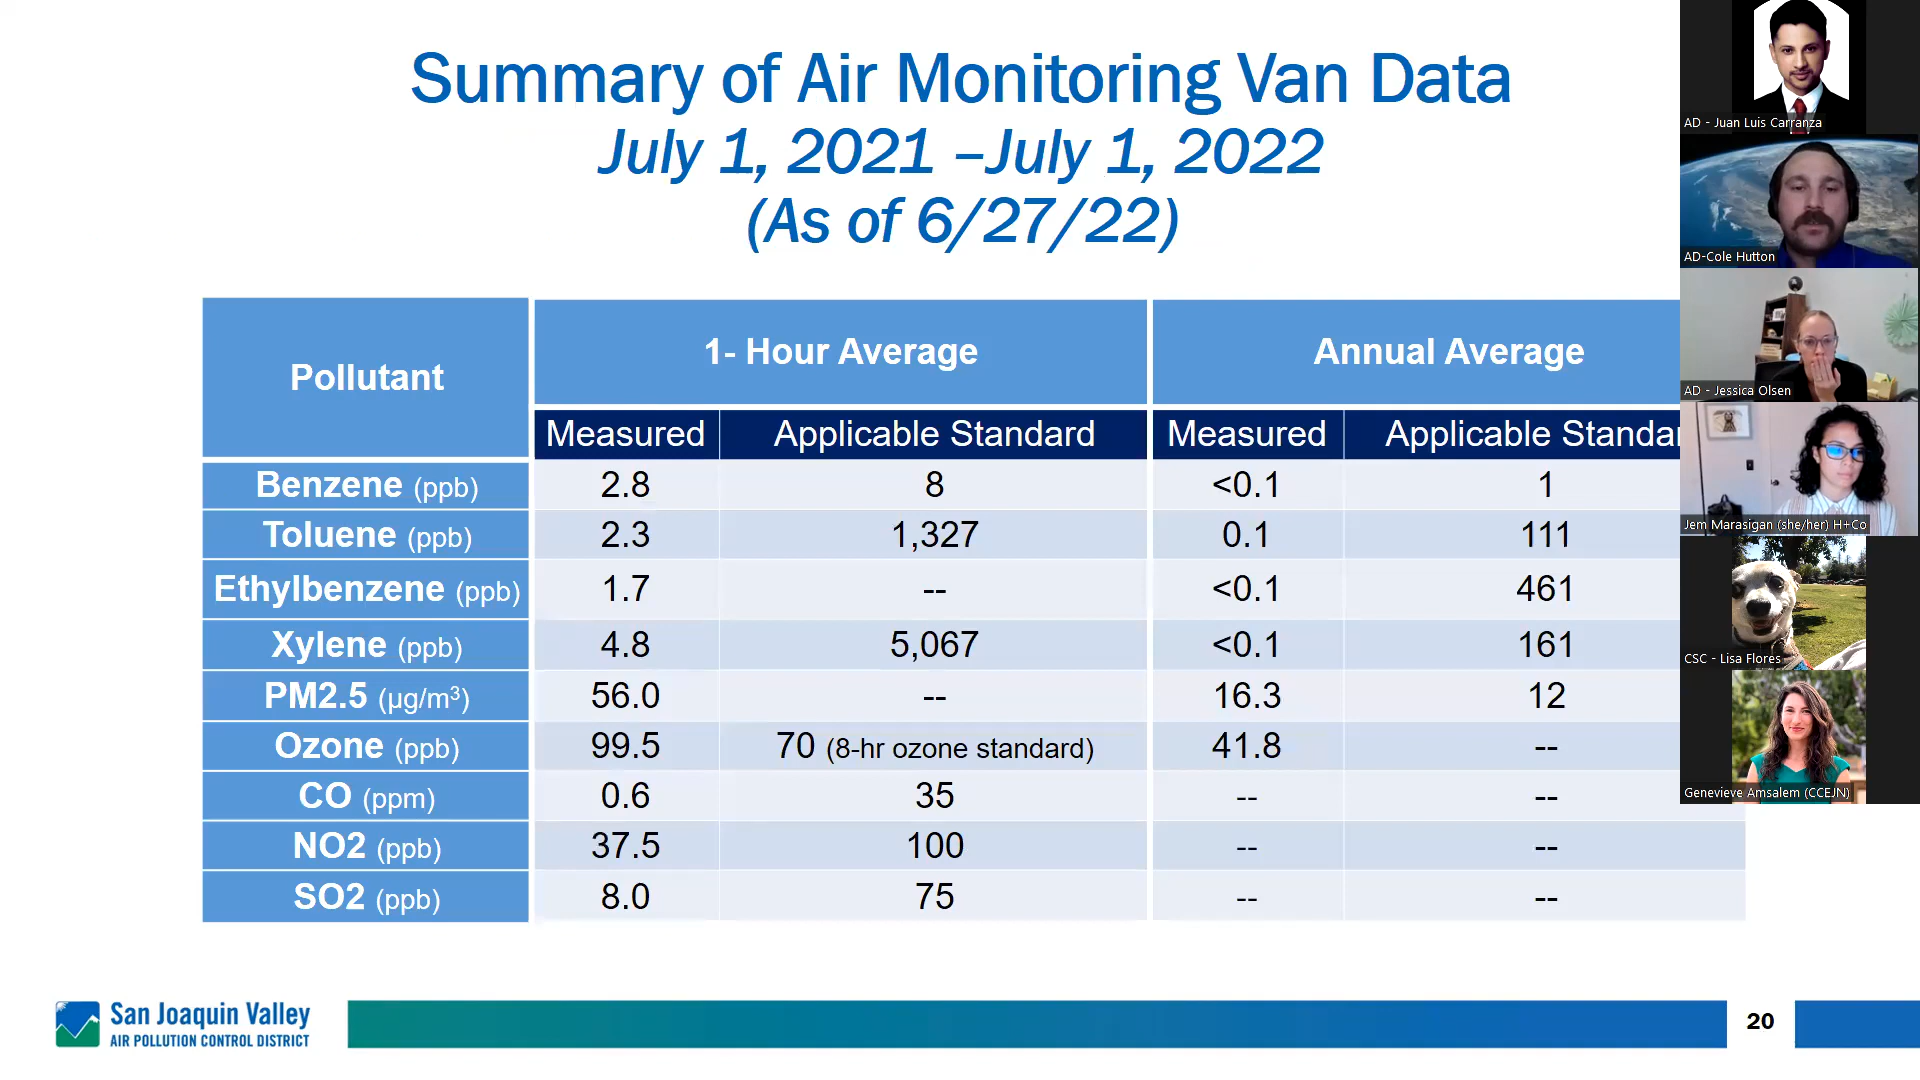 Summary of Air Monitoring Van Data
July 1, 2021 –July 1, 2022
(As of 6/27/22)
Pollutant
1- Hour Average
Annual Average
Measured Applicable Standard Measured Applicable Standar
Benzene (ppb) 2.8 8 <0.1 1
Toluene (ppb) 2.3 1,327 0.1 111
Ethylbenzene (ppb) 1.7 -- <0.1 461
Xylene (ppb) 4.8 5,067 <0.1 161
PM2.5 (µg/m³) 56.0 -- 16.3 12
Ozone (ppb) 99.5 70 (8-hr ozone standard) 41.8 --
CO (ppm) 0.6 35 -- --
NO2 (ppb) 37.5 100 -- --
SO2 (ppb) 8.0 75 -- --
San Joaquin Valley
AIR POLLUTION CONTROL DISTRICT
20
AD - Juan Luis Carranza
AD-Cole Hutton
AD - Jessica Olsen
Jem Marasigan (she/her) H+Co
CSC - Lisa Flores
Genevieve Amsalem (CCEJN)